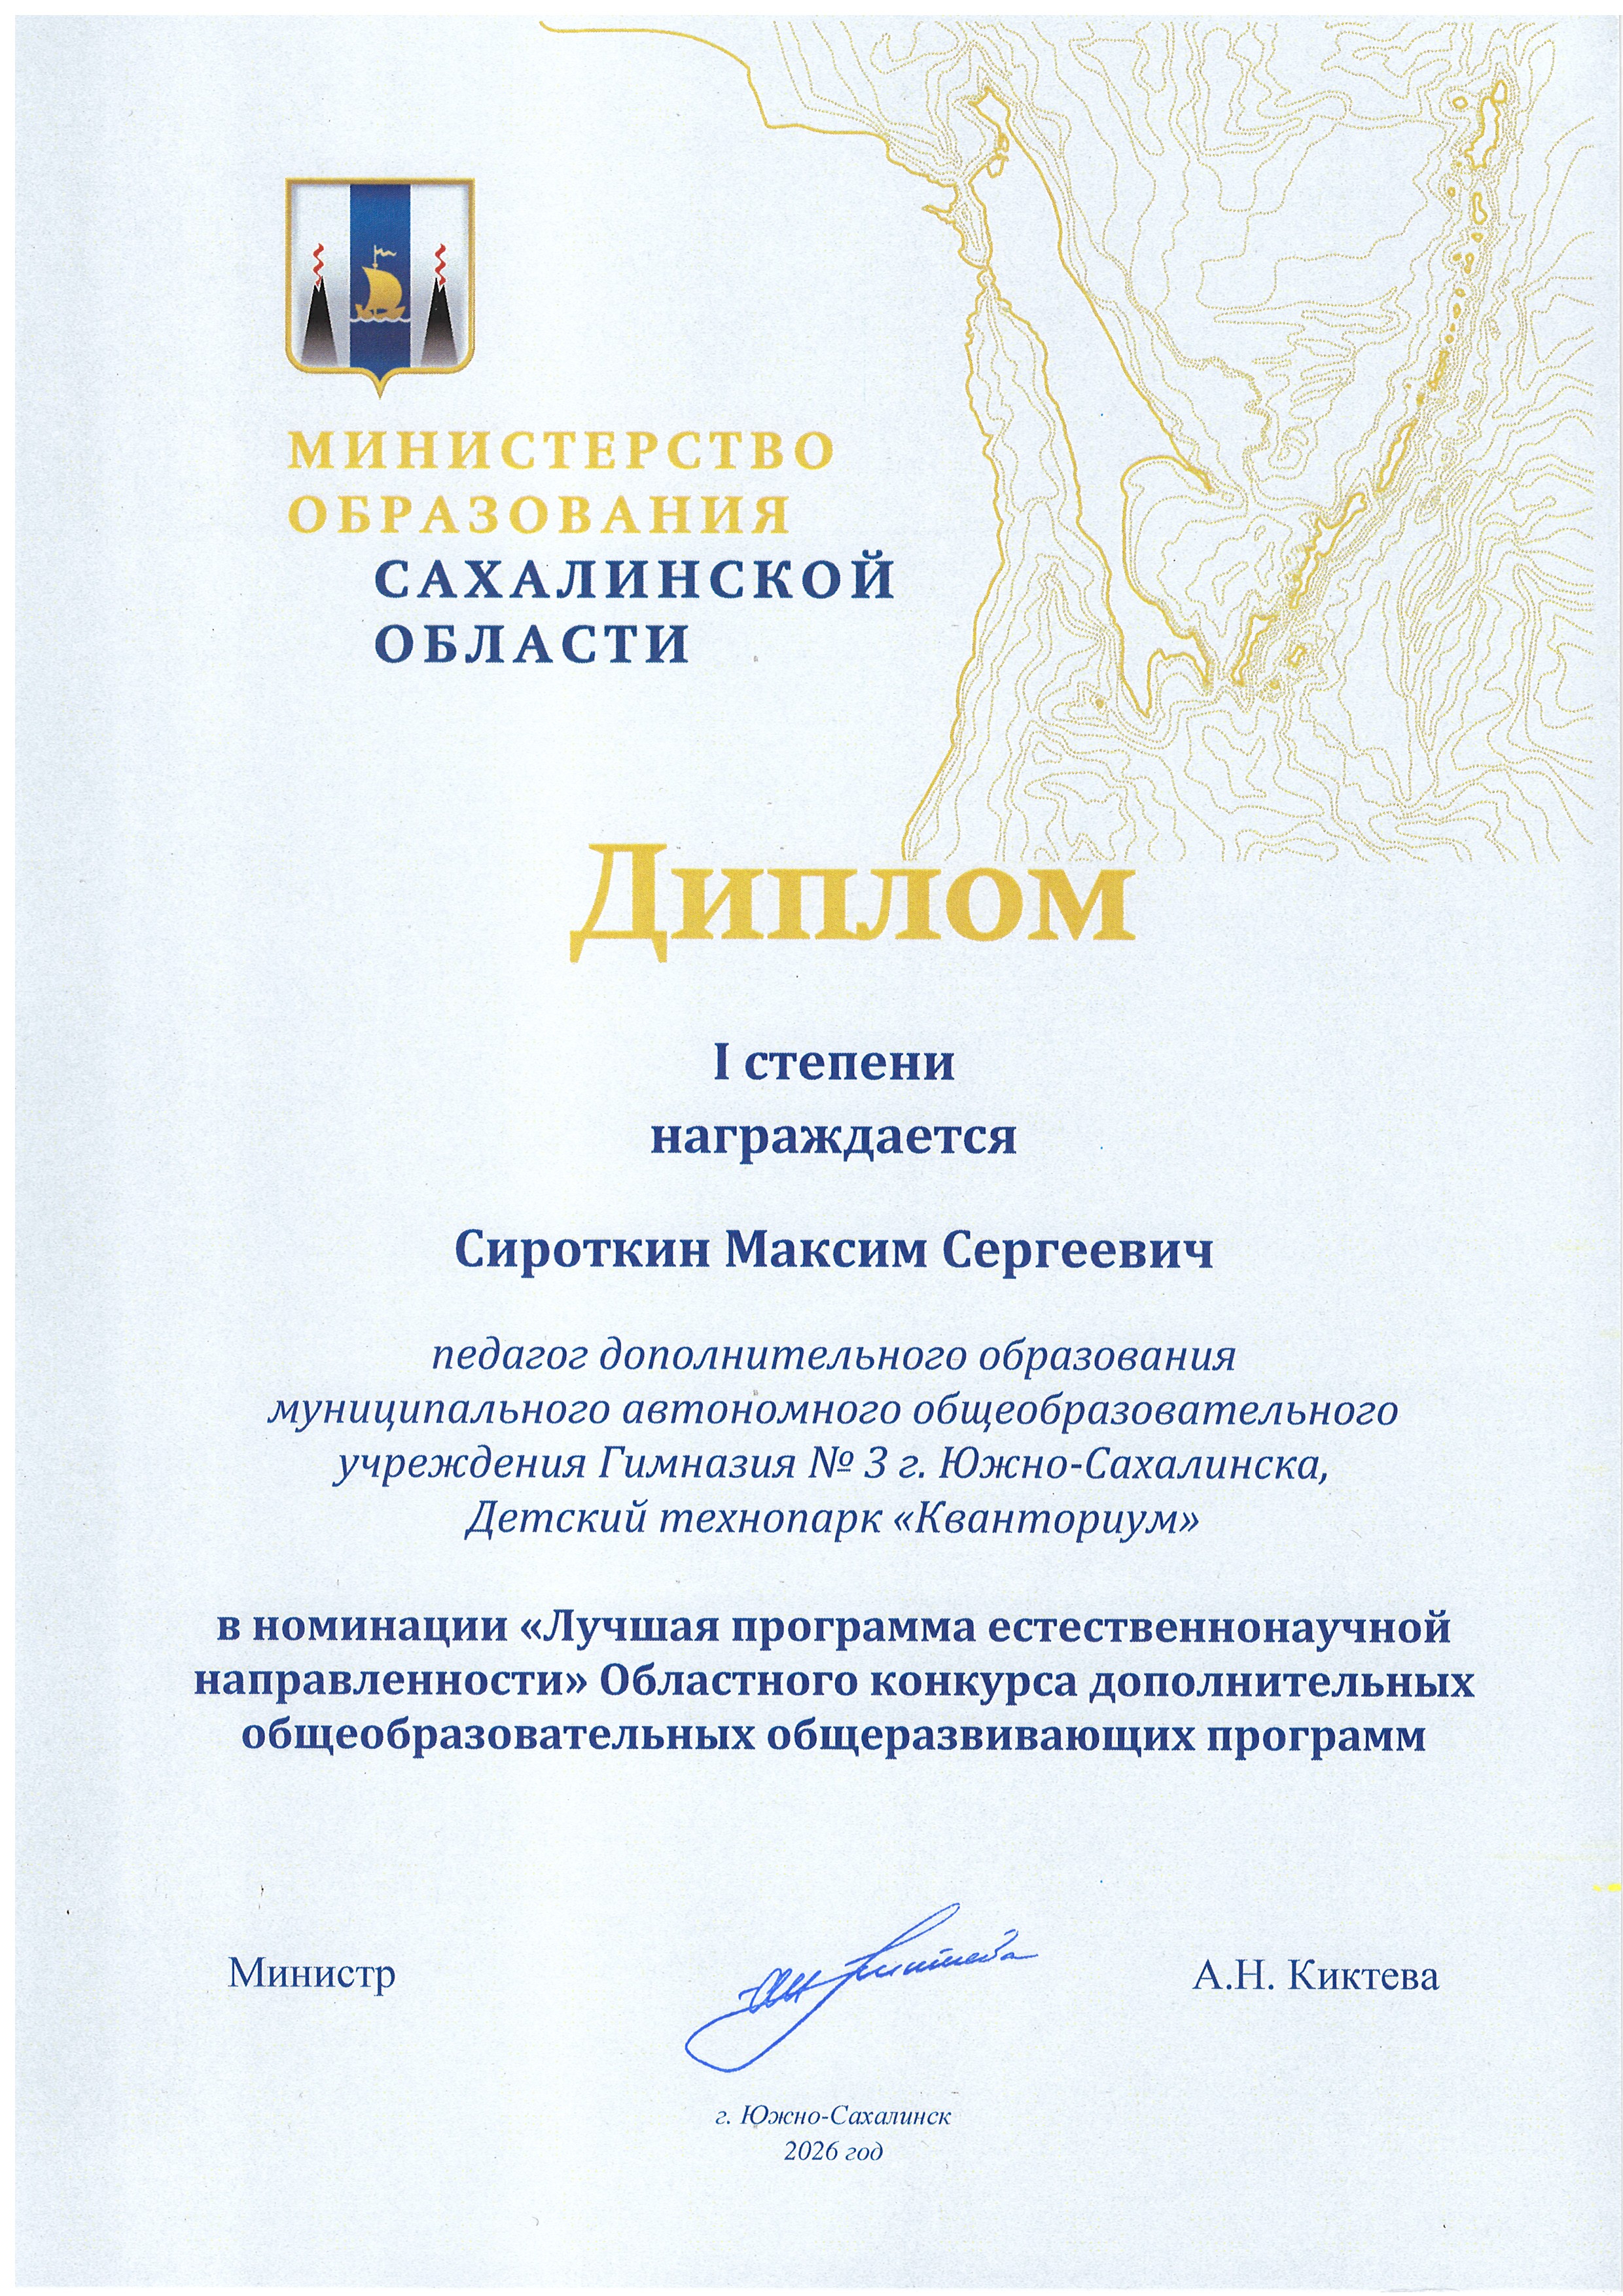 МИНИСТЕРСТВО
ОБРАЗОВАНИЯ
САХАЛИНСКОЙ
ОБЛАСТИ
Диплом
I степени
награждается
Сироткин Максим Сергеевич
педагог дополнительного образования
муниципального автономного общеобразовательного
учреждения Гимназия № 3 г. Южно-Сахалинска,
Детский технопарк «Кванториум»
в номинации «Лучшая программа естественнонаучной
направленности» Областного конкурса дополнительных
общеобразовательных общеразвивающих программ
Министр
А.Н. Киктева
г. Южно-Сахалинск
2026 год